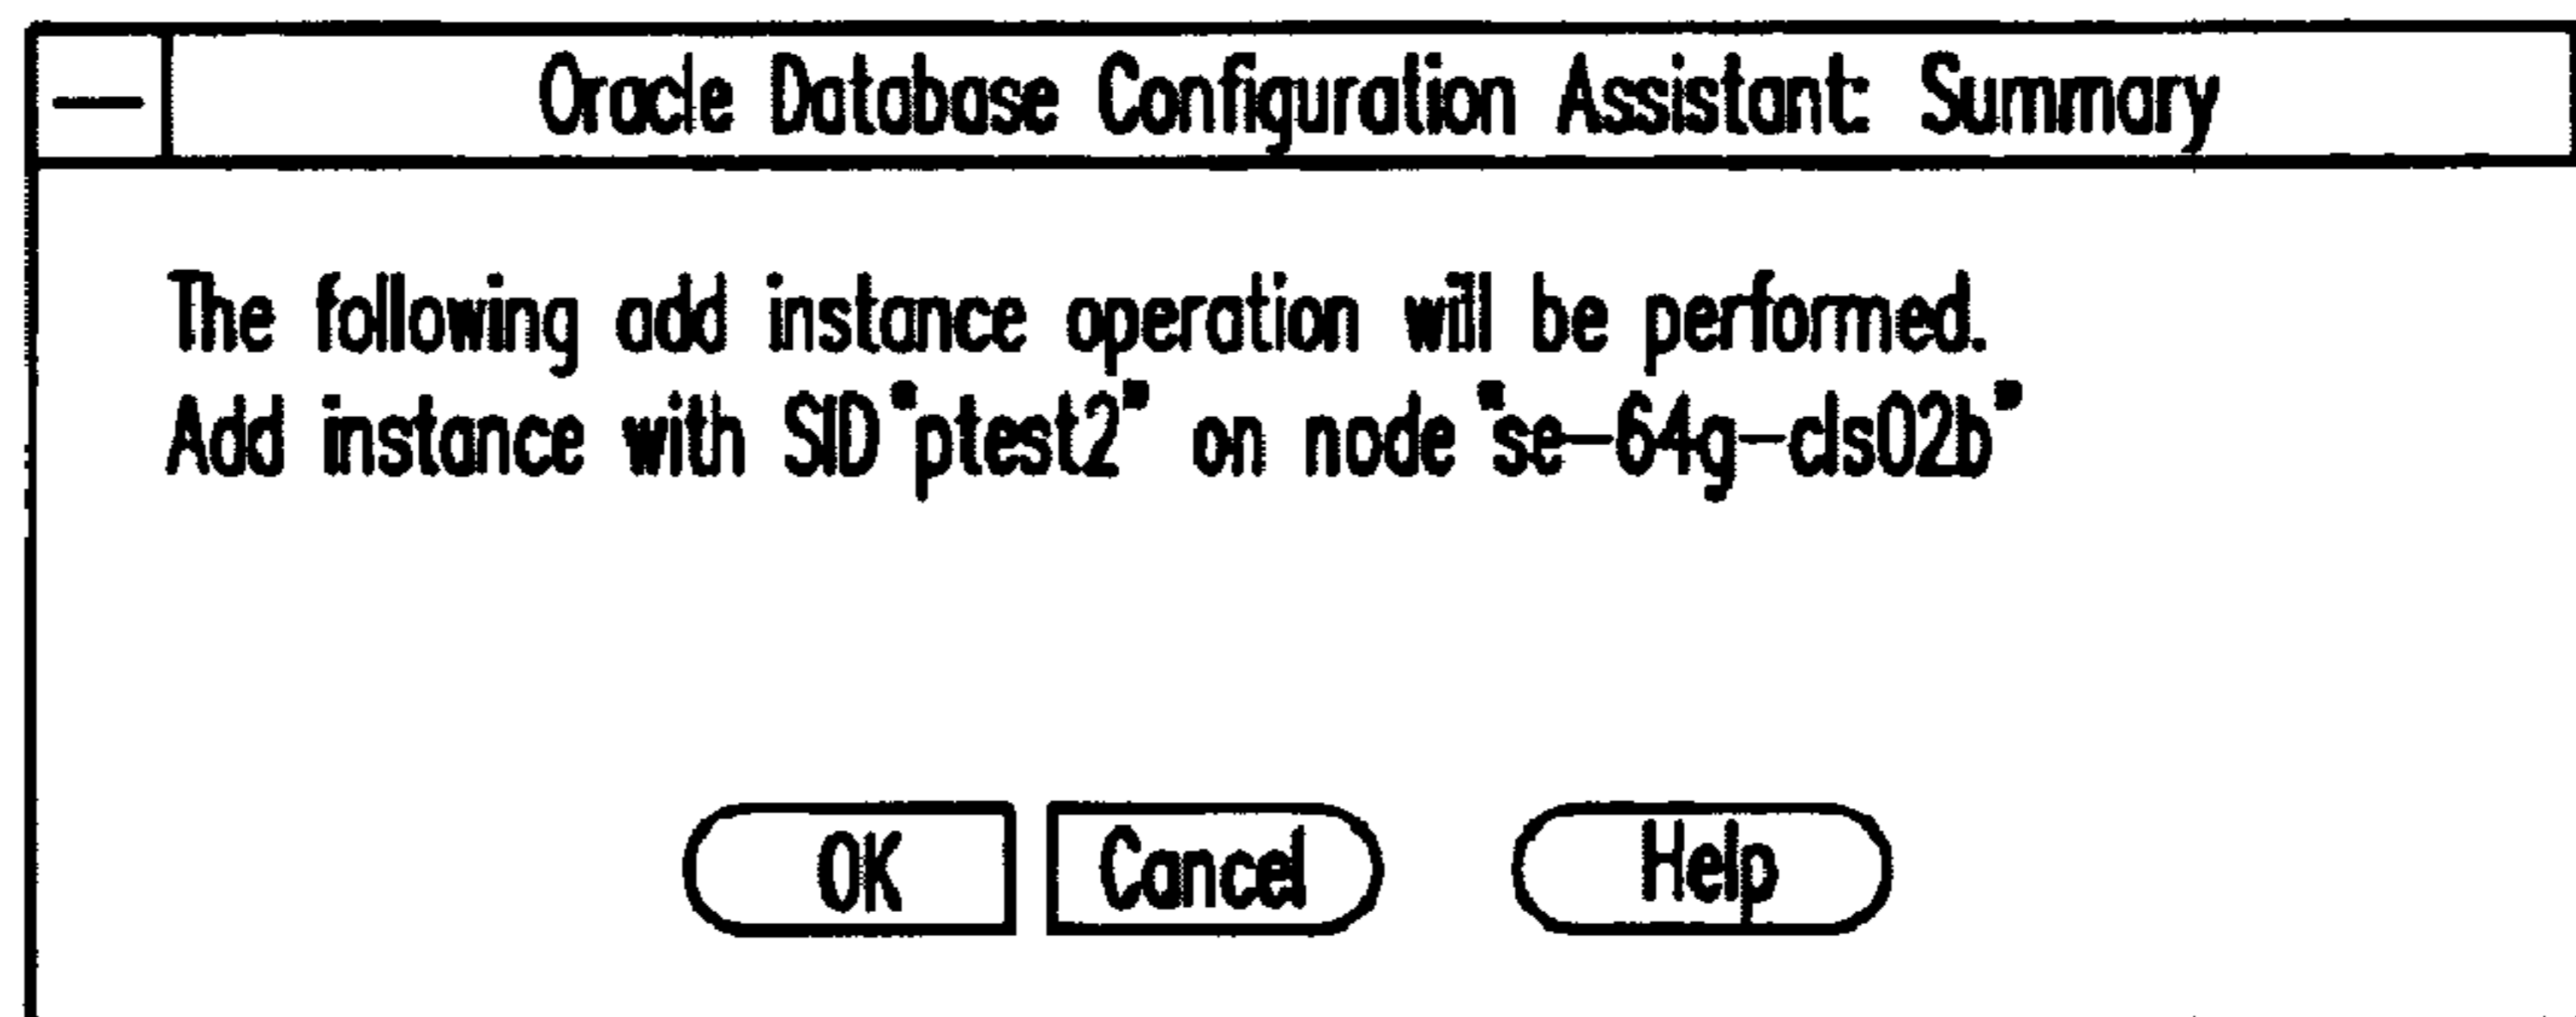 Oracle Database Configuration Assistant: Summary
The following add instance operation will be performed.
Add instance with SID "ptest2" on node "se-64g-cls02b"
OK Cancel Help